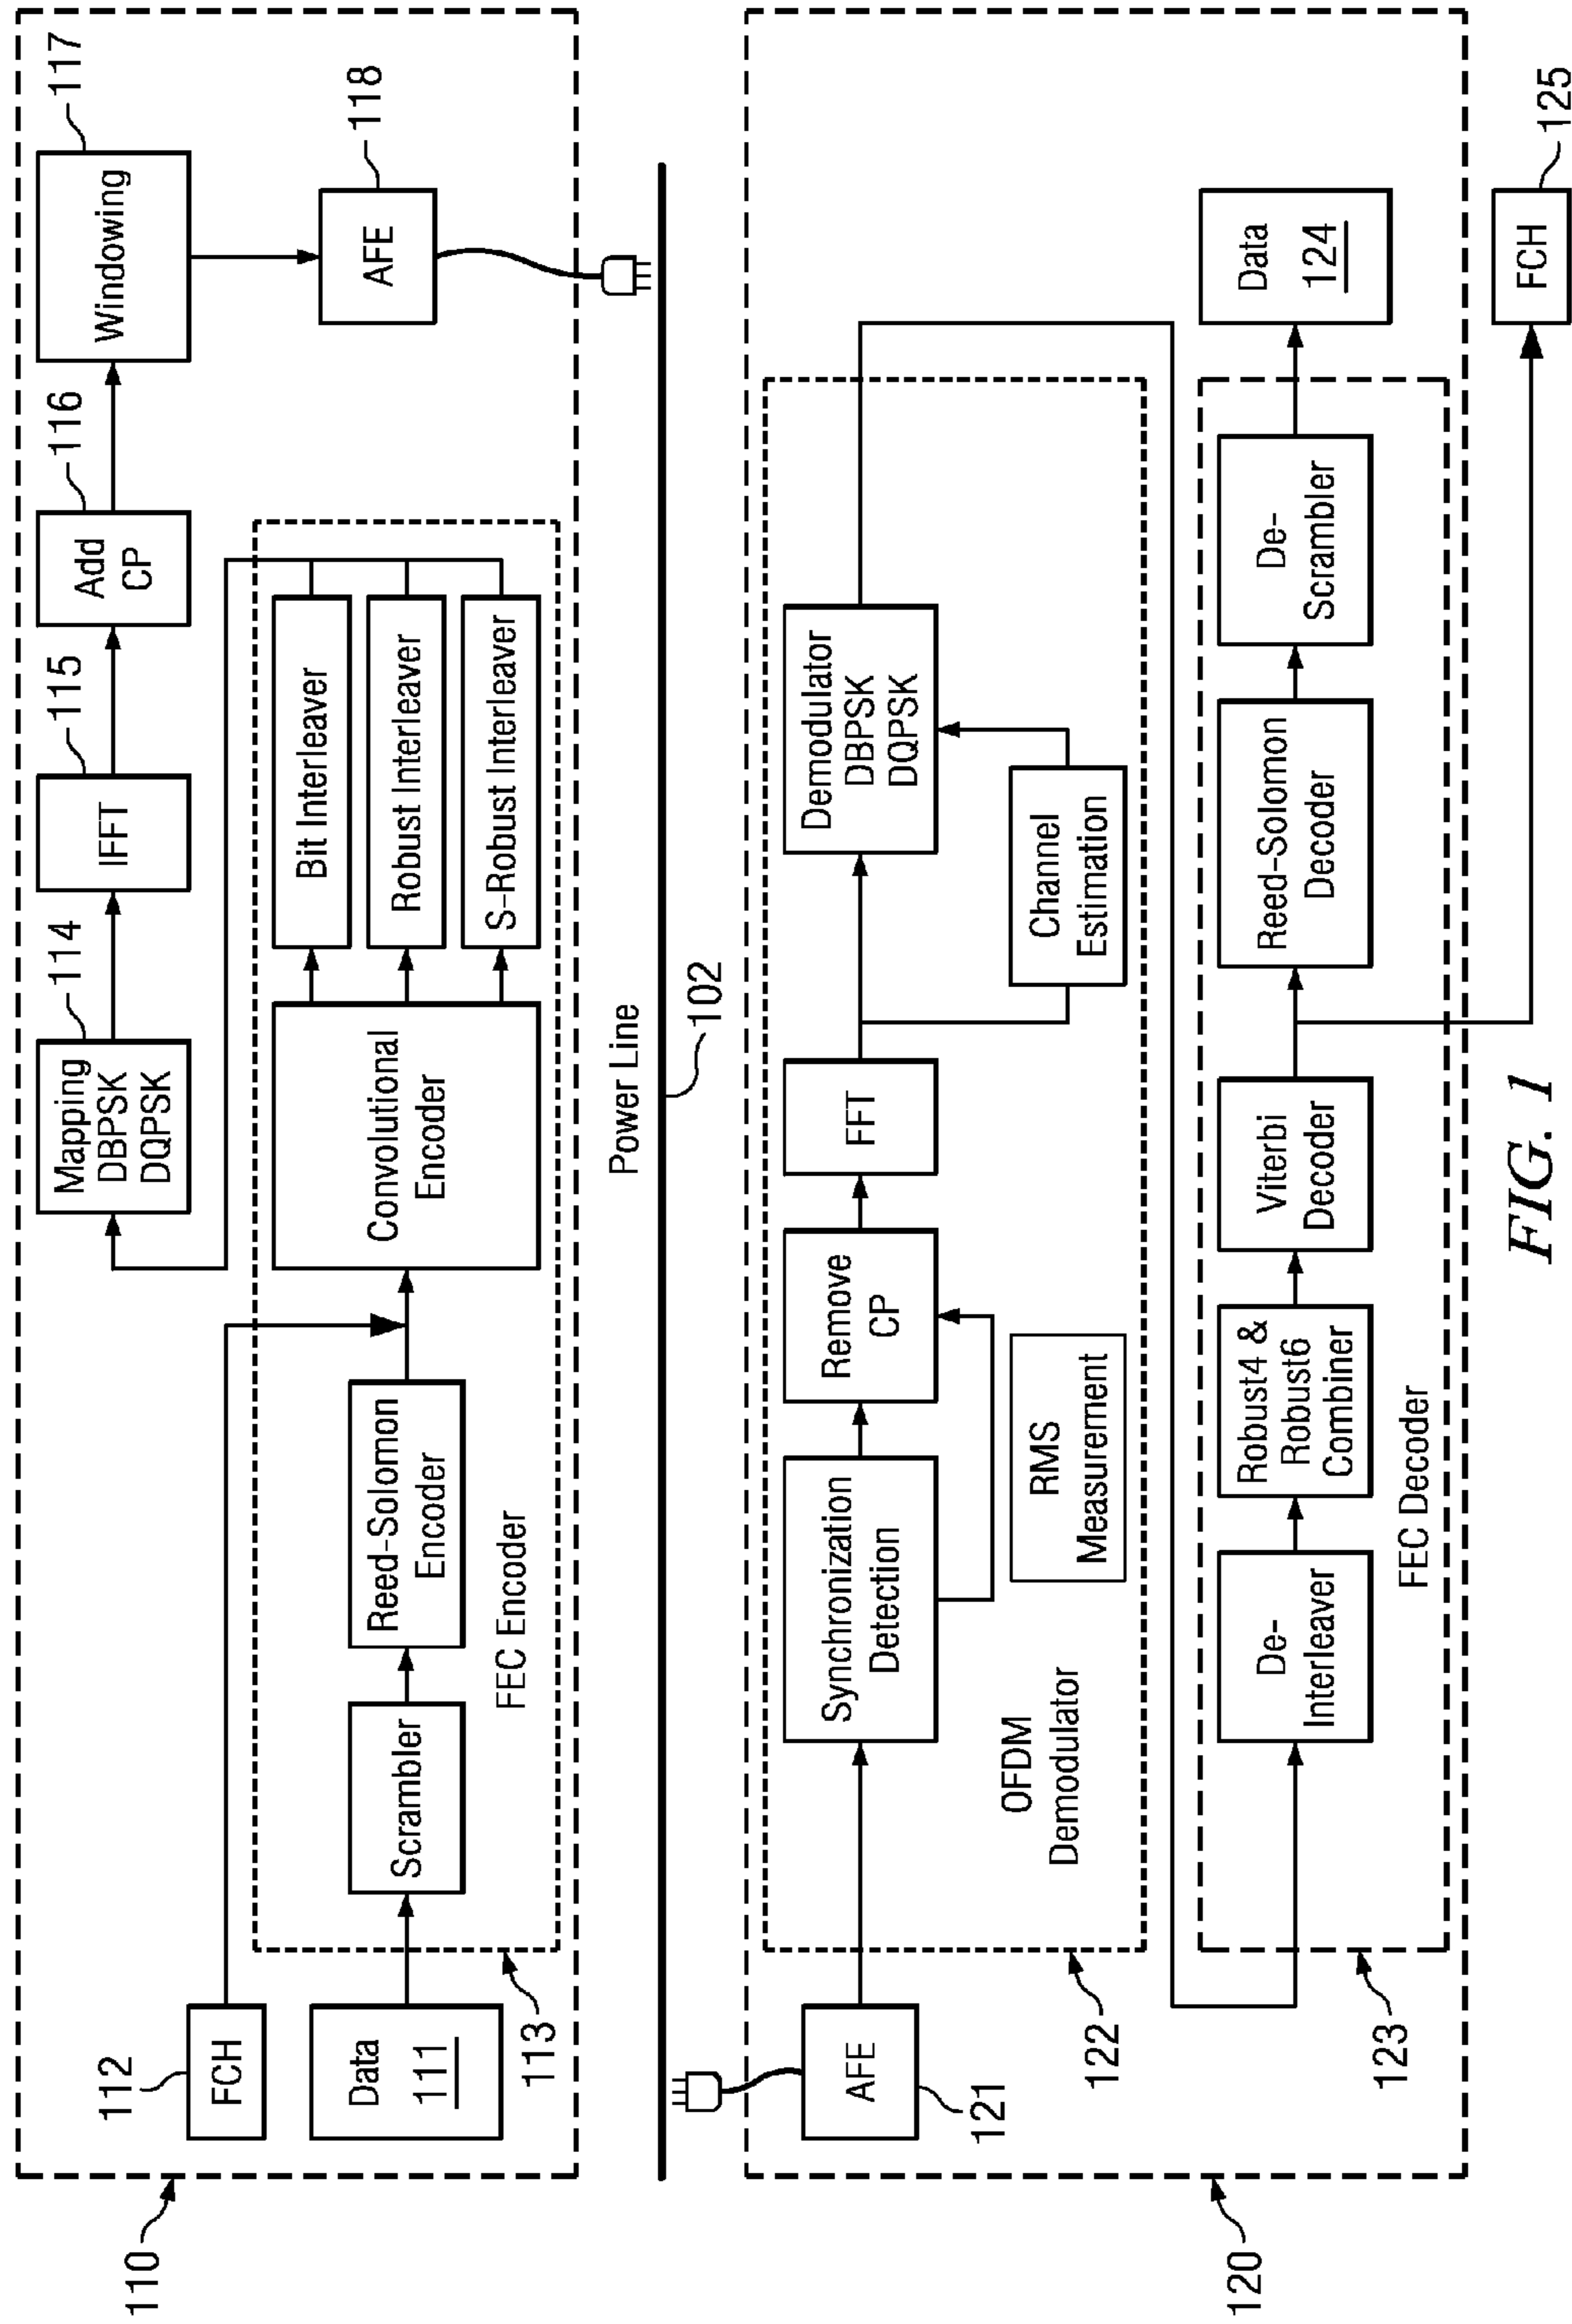 110
112
FCH
Data
111
113
Scrambler
Reed-Solomon
Encoder
FEC Encoder
Convolutional
Encoder
Bit Interleaver
Robust Interleaver
S-Robust Interleaver
114
Mapping
DBPSK
DQPSK
115
IFFT
116
Add
CP
117
Windowing
118
AFE
Power Line
102
120
AFE
121
122
OFDM
Demodulator
Synchronization
Detection
RMS
Measurement
Remove
CP
FFT
Channel
Estimation
Demodulator
DBPSK
DQPSK
123
De-
Interleaver
FEC Decoder
Robust4 &
Robust6
Combiner
Viterbi
Decoder
Reed-Solomon
Decoder
De-
Scrambler
Data
124
FCH
125
FIG. 1